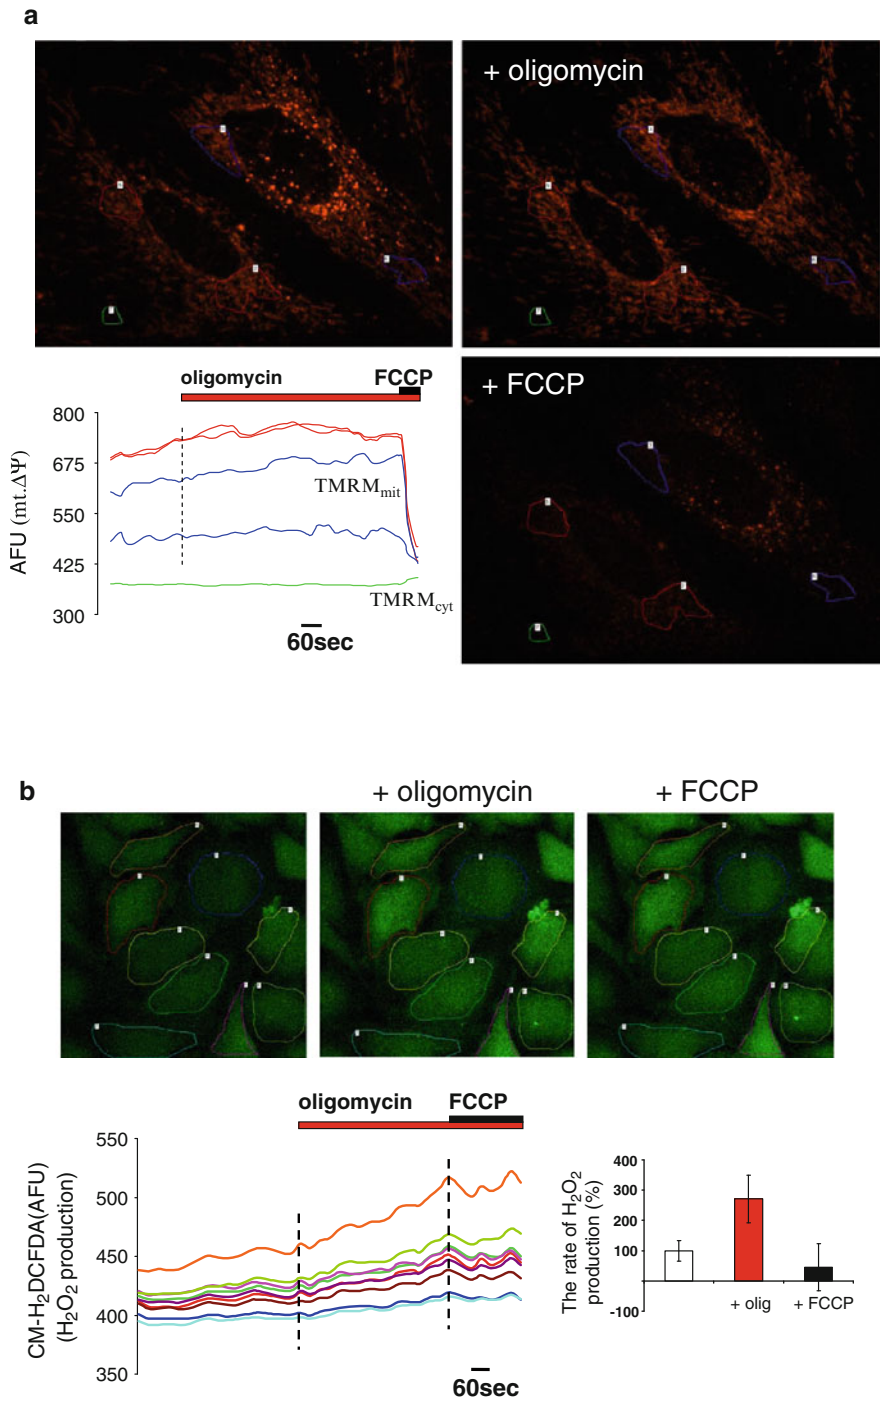 a
+ oligomycin
oligomycin
FCCP
800
675
550
425
300
AFU (mt.ΔΨ)
TMRMmit
TMRMcyt
60sec
+ FCCP
b
+ oligomycin
+ FCCP
oligomycin
FCCP
550
500
450
400
350
CM-H2DCFDA(AFU)
(H2O2 production)
60sec
The rate of H2O2
production (%)
400
300
200
100
-100
+ olig
+ FCCP